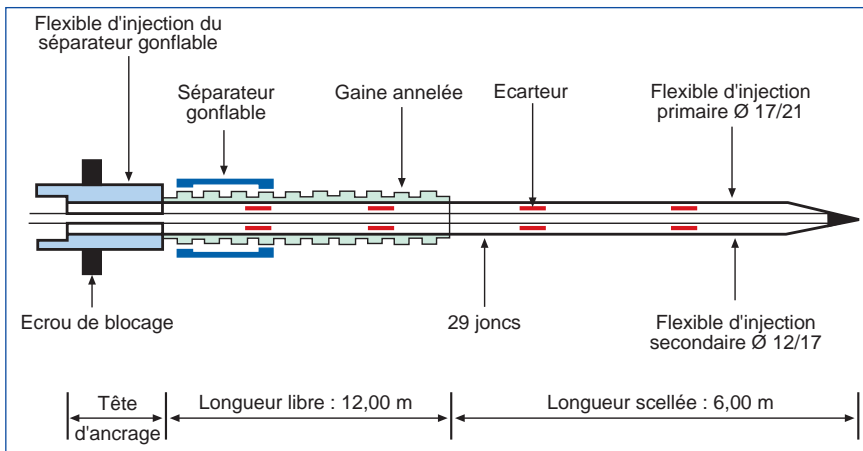 Flexible d'injection du
séparateur gonflable
Séparateur
gonflable
Gaine annelée
Ecarteur
Flexible d'injection
primaire Ø 17/21
Ecrou de blocage
29 joncs
Flexible d'injection
secondaire Ø 12/17
Tête
d'ancrage
Longueur libre : 12,00 m
Longueur scellée : 6,00 m